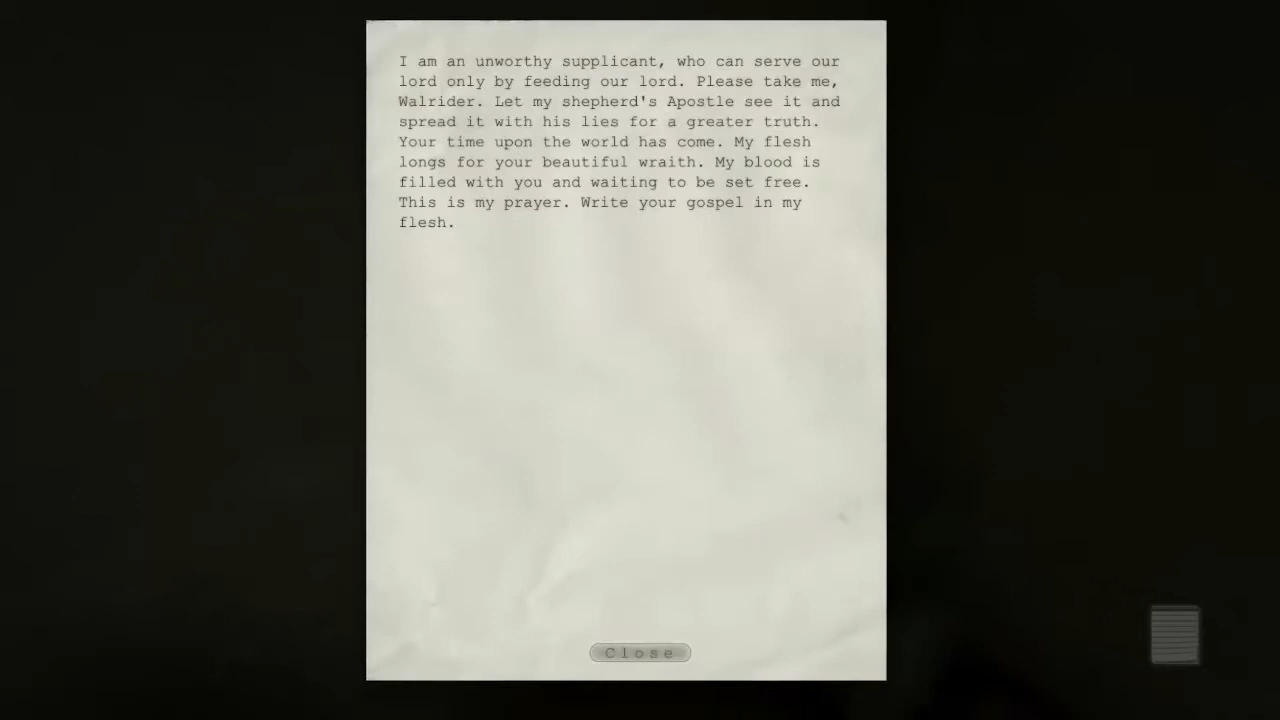 I am an unworthy supplicant, who can serve our
lord only by feeding our lord. Please take me,
Walrider. Let my shepherd's Apostle see it and
spread it with his lies for a greater truth.
Your time upon the world has come. My flesh
longs for your beautiful wraith. My blood is
filled with you and waiting to be set free.
This is my prayer. Write your gospel in my
flesh.
Close